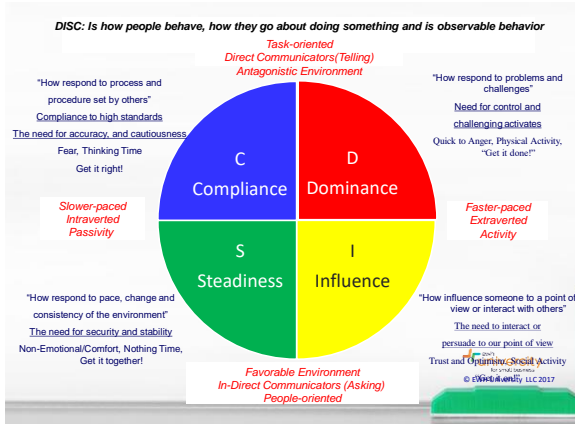 DISC: Is how people behave, how they go about doing something and is observable behavior
Task-oriented
Direct Communicators(Telling)
Antagonistic Environment
“How respond to process and
procedure set by others”
Compliance to high standards
The need for accuracy, and cautiousness
Fear, Thinking Time
Get it right!
“How respond to problems and
challenges”
Need for control and
challenging activates
Quick to Anger, Physical Activity,
“Get it done!”
C
Compliance
D
Dominance
Slower-paced
Intraverted
Passivity
Faster-paced
Extraverted
Activity
S
Steadiness
I
Influence
“How respond to pace, change and
consistency of the environment”
The need for security and stability
Non-Emotional/Comfort, Nothing Time,
Get it together!
“How influence someone to a point of
view or interact with others”
The need to interact or
persuade to our point of view
Trust and Optimism, Social Activity
for small business
University LLC 2017
Favorable Environment
In-Direct Communicators (Asking)
People-oriented